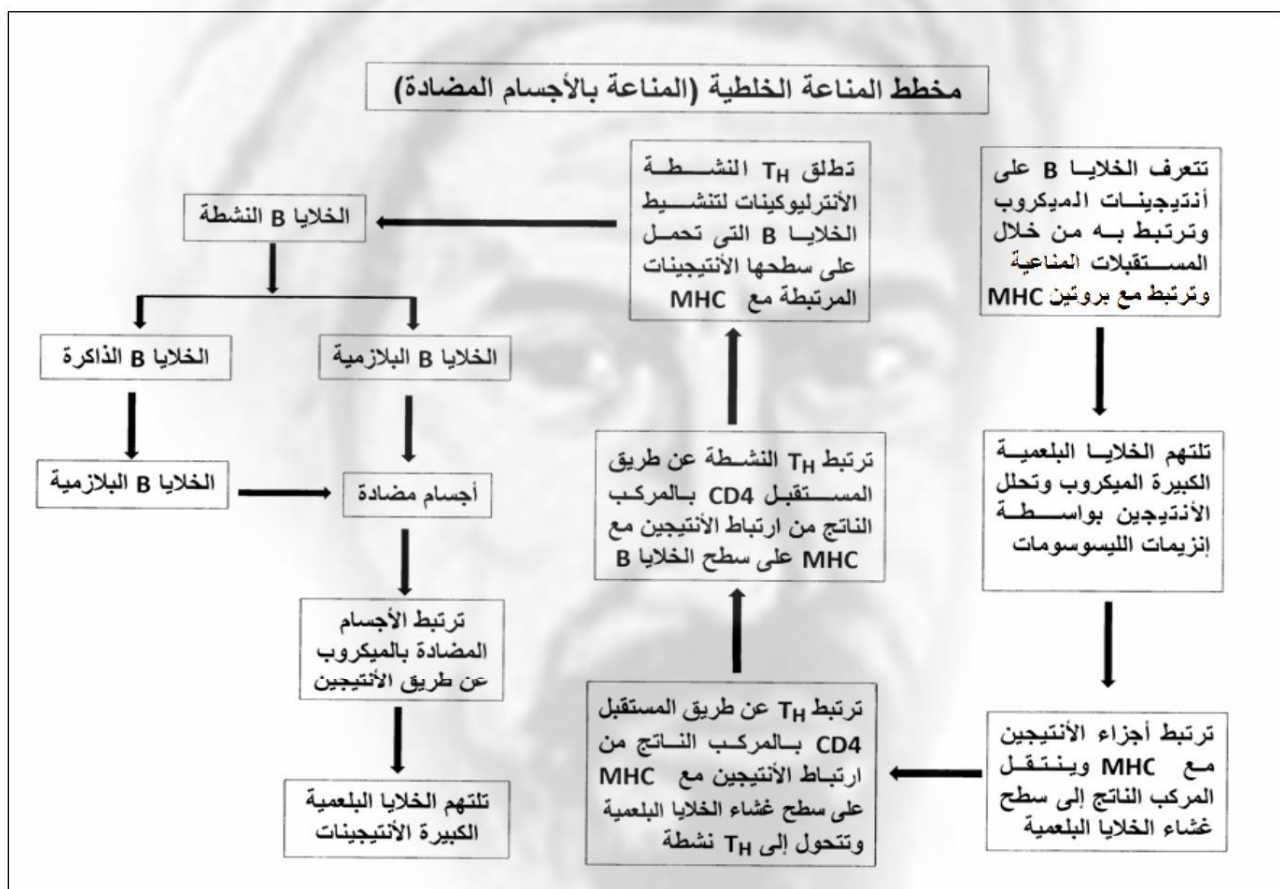 مخطط المناعة الخلطية (المناعة بالأجسام المضادة)
تتعرف الخلايا B على
أنتيجينات الميكروب
وترتبط به من خلال
المستقبلات المناعية
وترتبط مع بروتين MHC
تلتهم الخلايا البلعمية
الكبيرة الميكروب وتحلل
الأنتيجين بواسطة
إنزيمات الليسوسومات
ترتبط أجزاء الأنتيجين
مع MHC وينتقل
المركب الناتج إلى سطح
غشاء الخلايا البلعمية
ترتبط TH عن طريق المستقبل
CD4 بالمركب الناتج من
ارتباط الأنتيجين مع MHC
على سطح غشاء الخلايا البلعمية
وتتحول إلى TH نشطة
ترتبط TH النشطة عن طريق
المستقبل CD4 بالمركب
الناتج من ارتباط الأنتيجين مع
MHC على سطح الخلايا B
تطلق TH النشطة
الأنترليوكينات لتنشيط
الخلايا B التى تحمل
على سطحها الأنتيجينات
المرتبطة مع MHC
الخلايا B النشطة
الخلايا B البلازمية
الخلايا B الذاكرة
الخلايا B البلازمية
أجسام مضادة
ترتبط الأجسام
المضادة بالميكروب
عن طريق الأنتيجين
تلتهم الخلايا البلعمية
الكبيرة الأنتيجينات